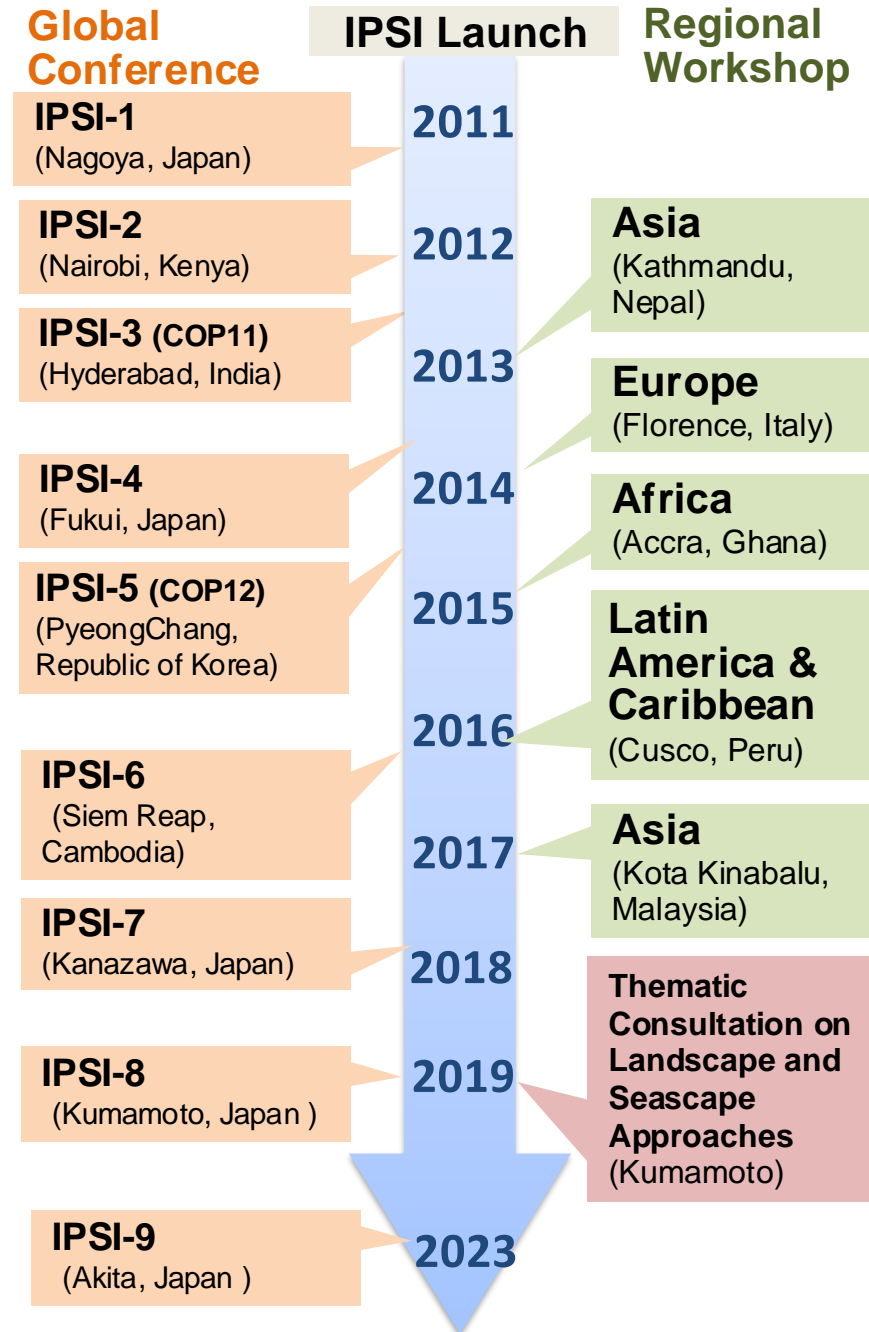 Global
Conference
IPSI Launch
Regional
Workshop
IPSI-1
(Nagoya, Japan)
2011
IPSI-2
(Nairobi, Kenya)
2012
Asia
(Kathmandu,
Nepal)
IPSI-3 (COP11)
(Hyderabad, India)
2013
Europe
(Florence, Italy)
IPSI-4
(Fukui, Japan)
2014
Africa
(Accra, Ghana)
IPSI-5 (COP12)
(PyeongChang,
Republic of Korea)
2015
Latin
America &
Caribbean
(Cusco, Peru)
2016
IPSI-6
(Siem Reap,
Cambodia)
2017
Asia
(Kota Kinabalu,
Malaysia)
IPSI-7
(Kanazawa, Japan)
2018
Thematic
Consultation on
Landscape and
Seascape
Approaches
(Kumamoto)
IPSI-8
(Kumamoto, Japan )
2019
IPSI-9
(Akita, Japan )
2023